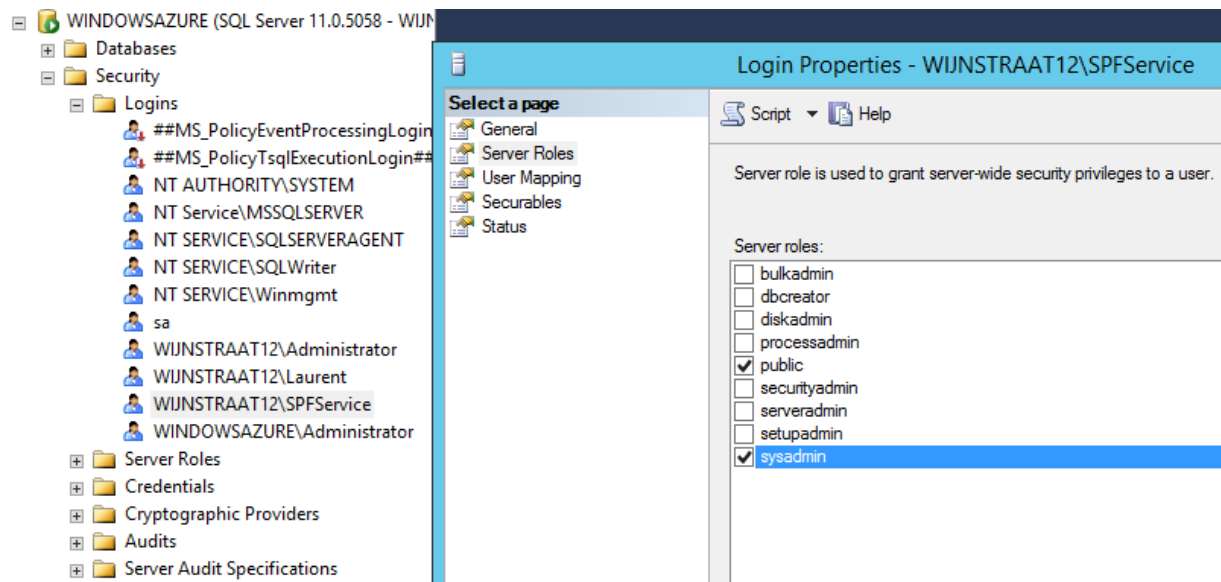 WINDOWSAZURE (SQL Server 11.0.5058 - WIJN
Databases
Security
Logins
##MS_PolicyEventProcessingLogin
##MS_PolicyTsqlExecutionLogin##
NT AUTHORITY\SYSTEM
NT Service\MSSQLSERVER
NT SERVICE\SQLSERVERAGENT
NT SERVICE\SQLWriter
NT SERVICE\Winmgmt
sa
WIJNSTRAAT12\Administrator
WIJNSTRAAT12\Laurent
WIJNSTRAAT12\SPFService
WINDOWSAZURE\Administrator
Server Roles
Credentials
Cryptographic Providers
Audits
Server Audit Specifications
Login Properties - WIJNSTRAAT12\SPFService
Select a page
General
Server Roles
User Mapping
Securables
Status
Script Help
Server role is used to grant server-wide security privileges to a user.
Server roles:
bulkadmin
dbcreator
diskadmin
processadmin
public
securityadmin
serveradmin
setupadmin
sysadmin